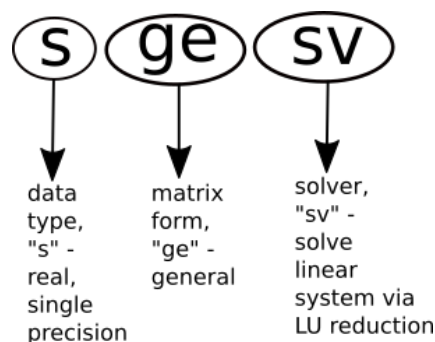 s ge sv
data
type,
"s" -
real,
single
precision
matrix
form,
"ge" -
general
solver,
"sv" -
solve
linear
system via
LU reduction